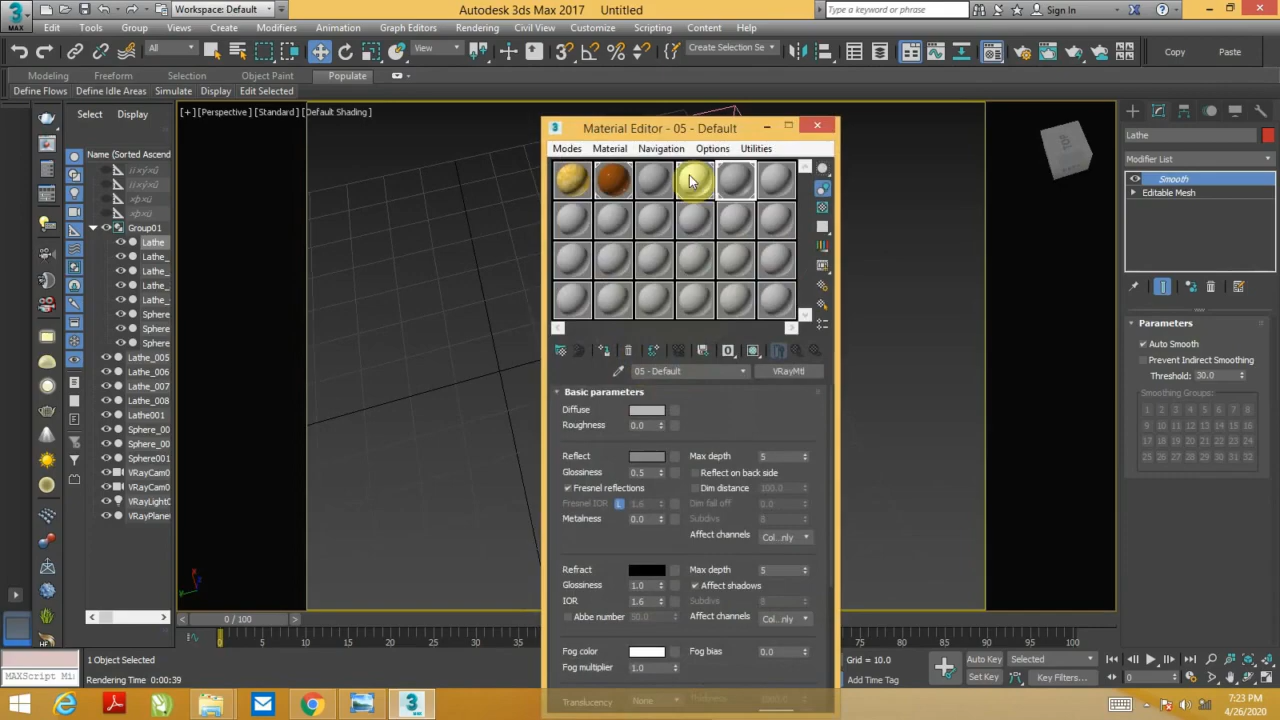 Workspace: Default
Autodesk 3ds Max 2017
Untitled
Type a keyword or phrase
Sign In
MAX
Edit
Tools
Group
Views
Create
Modifiers
Animation
Graph Editors
Rendering
Civil View
Customize
Scripting
Content
Help
All
View
Create Selection Se
Copy
Paste
Modeling
Freeform
Selection
Object Paint
Populate
Define Flows
Define Idle Areas
Simulate
Display
Edit Selected
Select
Display
[+][Perspective][Standard][Default Shading]
Name (Sorted Ascend
Group01
Lathe
Lathe
Lathe_
Lathe_
Lathe_
Sphere
Sphere
Sphere
Lathe_005
Lathe_006
Lathe_007
Lathe_008
Lathe001
Sphere_00
Sphere_00
Sphere001
VRayCam0
VRayCam0
VRayLight0
VRayPlane
Material Editor - 05 - Default
Modes
Material
Navigation
Options
Utilities
05 - Default
VRayMtl
Basic parameters
Diffuse
Roughness
0.0
Reflect
Max depth
5
Glossiness
0.5
Reflect on back side
Fresnel reflections
Dim distance
100.0
Fresnel IOR
L
1.6
Dim fall off
0.0
Metalness
0.0
Subdivs
8
Affect channels
Col...nly
Refract
Max depth
5
Glossiness
1.0
Affect shadows
IOR
1.6
Subdivs
8
Abbe number
50.0
Affect channels
Col...nly
Fog color
Fog bias
0.0
Fog multiplier
1.0
Translucency
None
Thickness
TOP
Lathe
Modifier List
Smooth
Editable Mesh
Parameters
Auto Smooth
Prevent Indirect Smoothing
Threshold: 30.0
Smoothing Groups:
1 2 3 4 5 6 7 8
9 10 11 12 13 14 15 16
17 18 19 20 21 22 23 24
25 26 27 28 29 30 31 32
0 / 100
0 5 10 15 20 25 30 35
75 80 85 90 95 100
1 Object Selected
MAXScript Mi
Rendering Time 0:00:39
Grid = 10.0
Add Time Tag
Auto Key
Selected
Set Key
Key Filters...
0
7:23 PM
4/26/2020